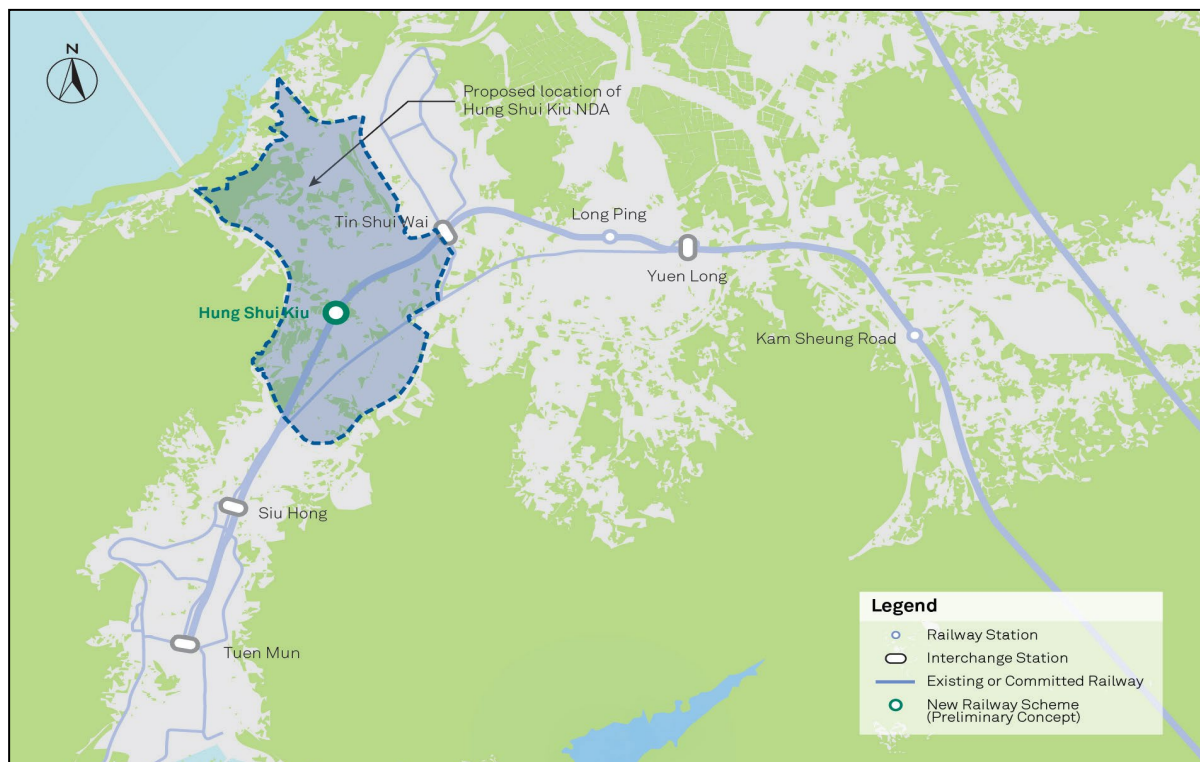 N
Proposed location of
Hung Shui Kiu NDA
Tin Shui Wai
Long Ping
Yuen Long
Hung Shui Kiu
Kam Sheung Road
Siu Hong
Tuen Mun
Legend
Railway Station
Interchange Station
Existing or Committed Railway
New Railway Scheme
(Preliminary Concept)